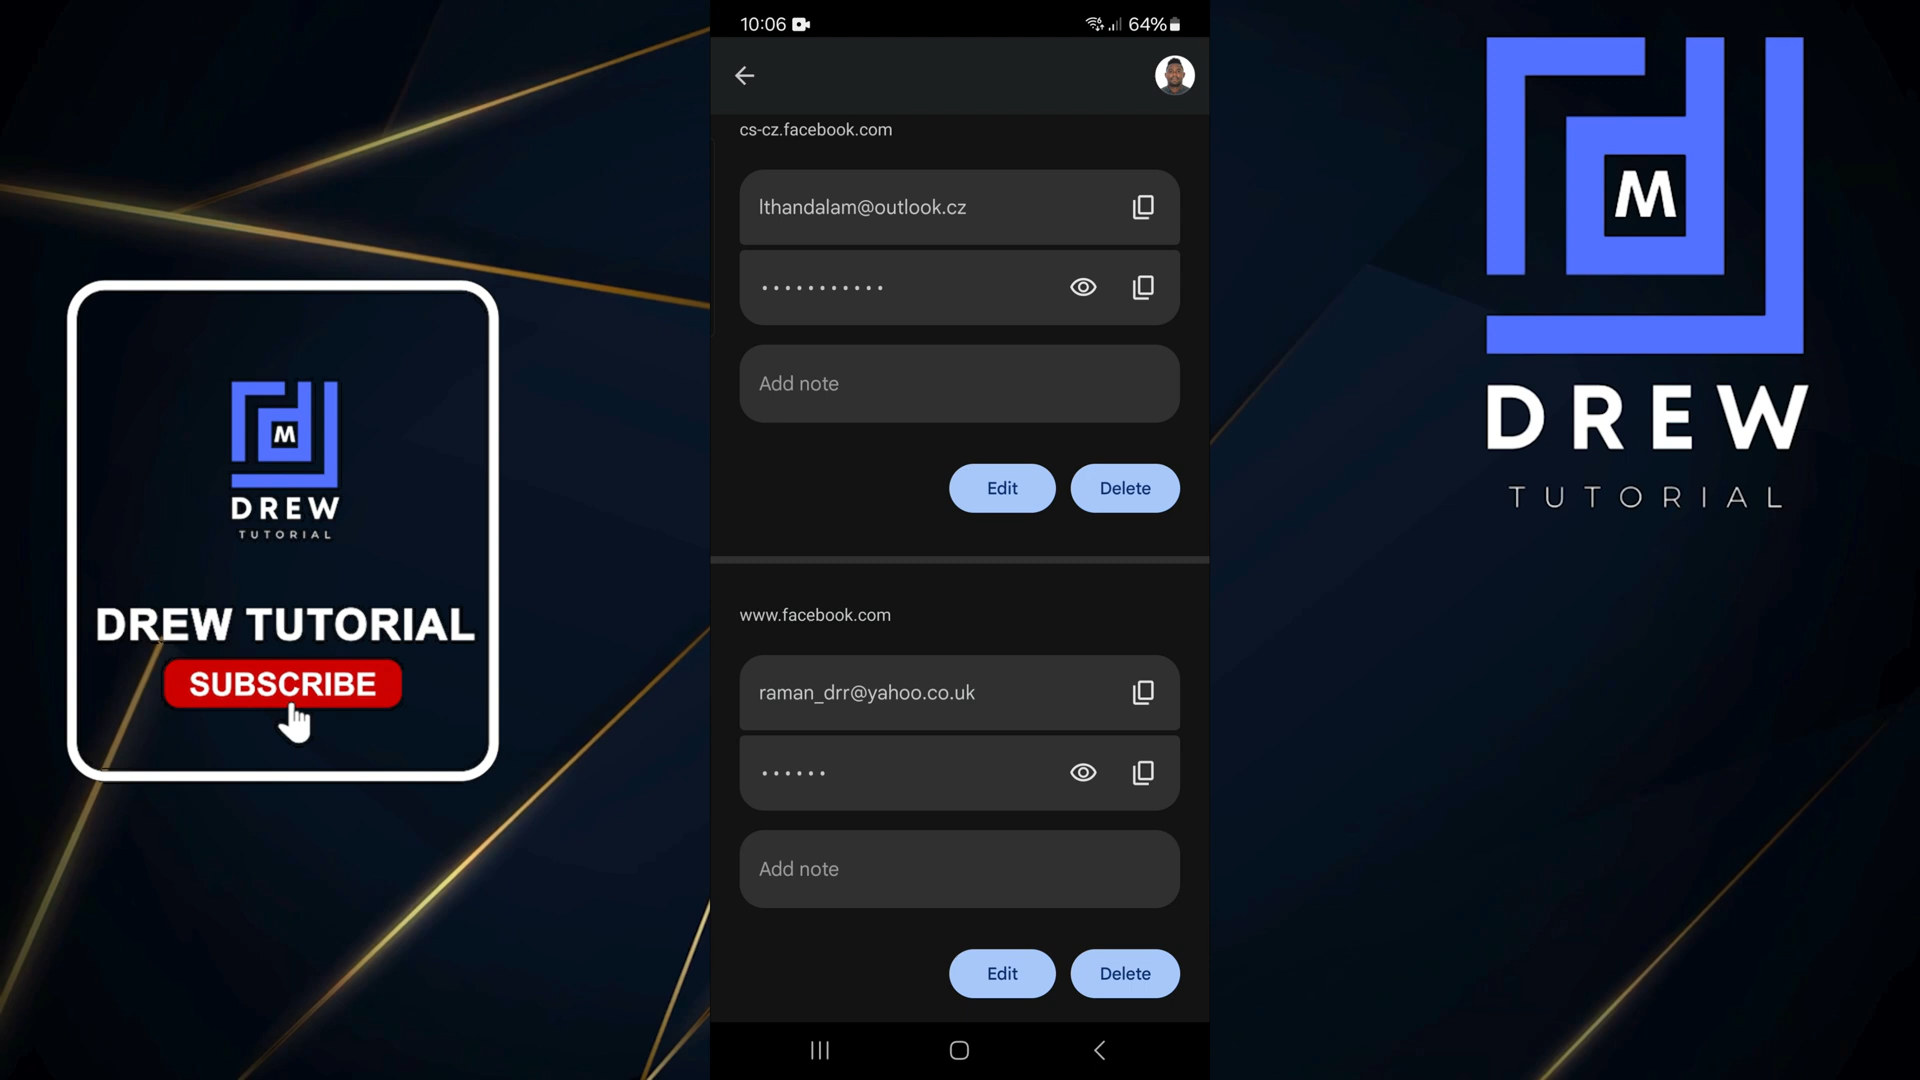 10:06
64%
cs-cz.facebook.com
lthandalam@outlook.cz
Add note
Edit
Delete
www.facebook.com
raman_drr@yahoo.co.uk
Add note
Edit
Delete
M
DREW
TUTORIAL
DREW TUTORIAL
SUBSCRIBE
M
DREW
TUTORIAL